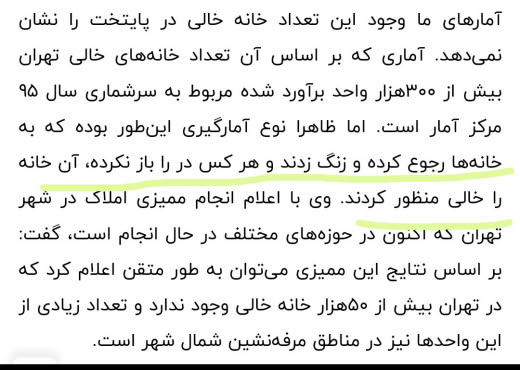 آمارهای ما وجود این تعداد خانه خالی در پایتخت را نشان
نمی‌دهد. آماری که بر اساس آن تعداد خانه‌های خالی تهران
بیش از ۳۰۰هزار واحد برآورد شده مربوط به سرشماری سال ۹۵
مرکز آمار است. اما ظاهرا نوع آمارگیری این‌طور بوده که به
خانه‌ها رجوع کرده و زنگ زدند و هر کس در را باز نکرده، آن خانه
را خالی منظور کردند. وی با اعلام انجام ممیزی املاک در شهر
تهران که اکنون در حوزه‌های مختلف در حال انجام است، گفت:
بر اساس نتایج این ممیزی می‌توان به طور متقن اعلام کرد که
در تهران بیش از ۵۰هزار خانه خالی وجود ندارد و تعداد زیادی از
این واحدها نیز در مناطق مرفه‌نشین شمال شهر است.